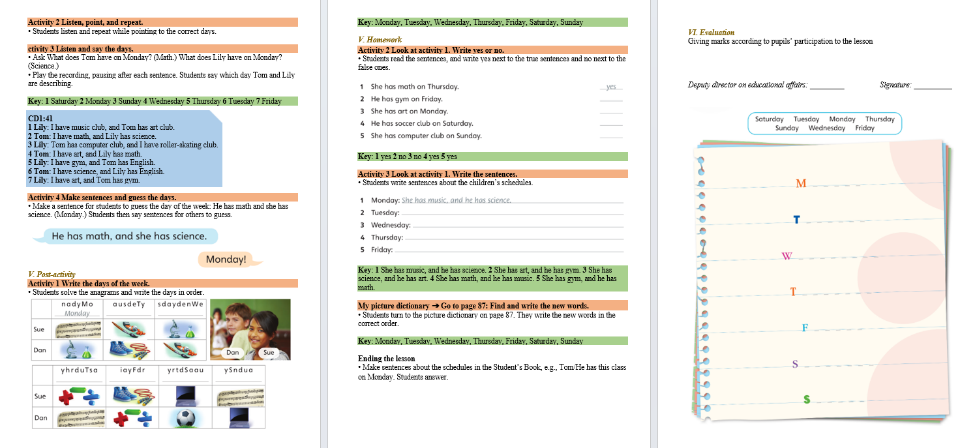 Activity 2 Listen, point, and repeat.
• Students listen and repeat while pointing to the correct days.
ctivity 3 Listen and say the days.
• Ask What does Tom have on Monday? (Math.) What does Lily have on Monday?
(Science.)
• Play the recording, pausing after each sentence. Students say which day Tom and Lily
are describing.
Key: 1 Saturday 2 Monday 3 Sunday 4 Wednesday 5 Thursday 6 Tuesday 7 Friday
CD1:41
1 Lily: I have music club, and Tom has art club.
2 Tom: I have math, and Lily has science.
3 Lily: Tom has computer club, and I have roller-skating club.
4 Tom: I have art, and Lily has math.
5 Lily: I have gym, and Tom has English.
6 Tom: I have science, and Lily has English.
7 Lily: I have art, and Tom has gym.
Activity 4 Make sentences and guess the days.
• Make a sentence for students to guess the day of the week: He has math and she has
science. (Monday.) Students then say sentences for others to guess.
He has math, and she has science.
Monday!
V. Post-activity
Activity 1 Write the days of the week.
• Students solve the anagrams and write the days in order.
nadyMo ausdeTy sdaydenWe
Monday
Sue
Dan
Dan Sue
yhrduTsa iayFdr yrtdSaau ySndua
Sue
Dan
Key: Monday, Tuesday, Wednesday, Thursday, Friday, Saturday, Sunday
V. Homework
Activity 2 Look at activity 1. Write yes or no.
• Students read the sentences, and write yes next to the true sentences and no next to the
false ones.
1 She has math on Thursday. yes
2 He has gym on Friday.
3 She has art on Monday.
4 He has soccer club on Saturday.
5 She has computer club on Sunday.
Key: 1 yes 2 no 3 no 4 yes 5 yes
Activity 3 Look at activity 1. Write the sentences.
• Students write sentences about the children's schedules.
1 Monday: She has music, and he has science.
2 Tuesday:
3 Wednesday:
4 Thursday:
5 Friday:
Key: 1 She has music, and he has science. 2 She has art, and he has gym. 3 She has
science, and he has art. 4 She has math, and he has music. 5 She has gym, and he has
math.
My picture dictionary ➔ Go to page 87: Find and write the new words.
• Students turn to the picture dictionary on page 87. They write the new words in the
correct order.
Key: Monday, Tuesday, Wednesday, Thursday, Friday, Saturday, Sunday
Ending the lesson
• Make sentences about the schedules in the Student's Book, e.g., Tom/He has this class
on Monday. Students answer.
VI. Evaluation
Giving marks according to pupils' participation to the lesson
Deputy director on educational affairs: ________ Signature: ________
Saturday Tuesday Monday Thursday
Sunday Wednesday Friday
M
T
W
T
F
S
S